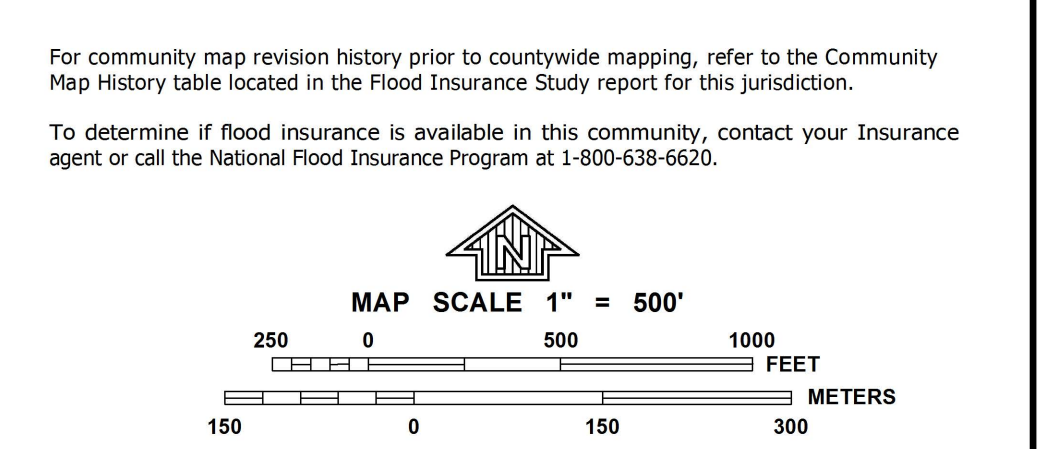 For community map revision history prior to countywide mapping, refer to the Community
Map History table located in the Flood Insurance Study report for this jurisdiction.
To determine if flood insurance is available in this community, contact your Insurance
agent or call the National Flood Insurance Program at 1-800-638-6620.
N
MAP SCALE 1" = 500'
250 0 500 1000
FEET
METERS
150 0 150 300